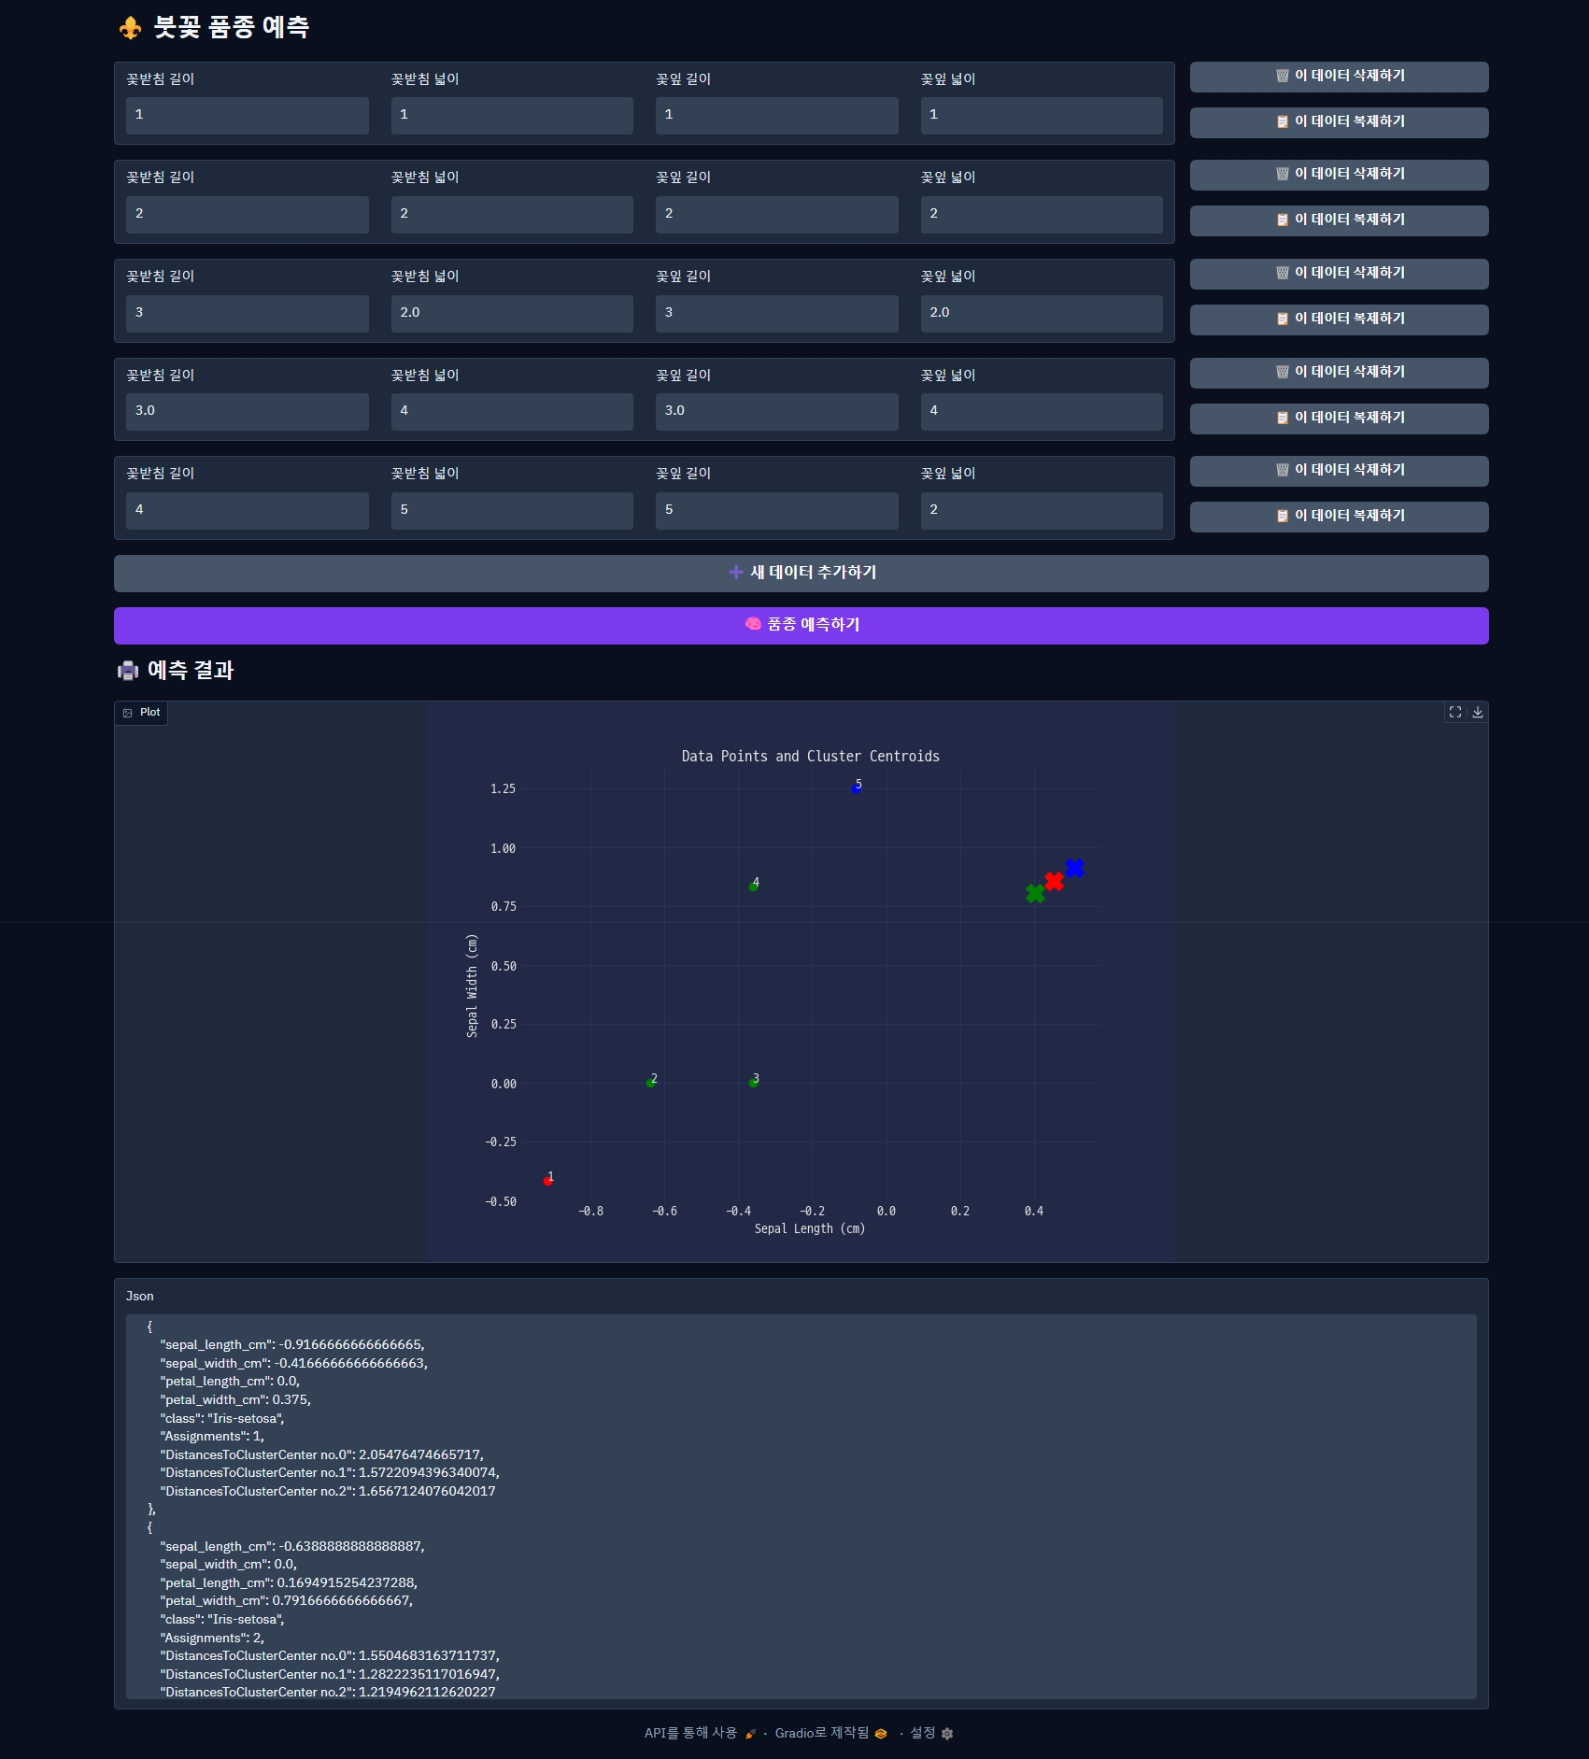 붓꽃 품종 예측
꽃받침 길이 꽃받침 넓이 꽃잎 길이 꽃잎 넓이
1 1 1 1
이 데이터 삭제하기
이 데이터 복제하기
꽃받침 길이 꽃받침 넓이 꽃잎 길이 꽃잎 넓이
2 2 2 2
이 데이터 삭제하기
이 데이터 복제하기
꽃받침 길이 꽃받침 넓이 꽃잎 길이 꽃잎 넓이
3 2.0 3 2.0
이 데이터 삭제하기
이 데이터 복제하기
꽃받침 길이 꽃받침 넓이 꽃잎 길이 꽃잎 넓이
3.0 4 3.0 4
이 데이터 삭제하기
이 데이터 복제하기
꽃받침 길이 꽃받침 넓이 꽃잎 길이 꽃잎 넓이
4 5 5 2
이 데이터 삭제하기
이 데이터 복제하기
새 데이터 추가하기
품종 예측하기
예측 결과
Plot
Data Points and Cluster Centroids
1.25
1.00
0.75
0.50
0.25
0.00
-0.25
-0.50
Sepal Width (cm)
5
4
2 3
1
-0.8 -0.6 -0.4 -0.2 0.0 0.2 0.4
Sepal Length (cm)
Json
{
"sepal_length_cm": -0.9166666666666665,
"sepal_width_cm": -0.41666666666666663,
"petal_length_cm": 0.0,
"petal_width_cm": 0.375,
"class": "Iris-setosa",
"Assignments": 1,
"DistancesToClusterCenter no.0": 2.05476474665717,
"DistancesToClusterCenter no.1": 1.5722094396340074,
"DistancesToClusterCenter no.2": 1.6567124076042017
},
{
"sepal_length_cm": -0.6388888888888887,
"sepal_width_cm": 0.0,
"petal_length_cm": 0.1694915254237288,
"petal_width_cm": 0.7916666666666667,
"class": "Iris-setosa",
"Assignments": 2,
"DistancesToClusterCenter no.0": 1.5504683163711737,
"DistancesToClusterCenter no.1": 1.2822235117016947,
"DistancesToClusterCenter no.2": 1.2194962112620227
API를 통해 사용 · Gradio로 제작됨 · 설정